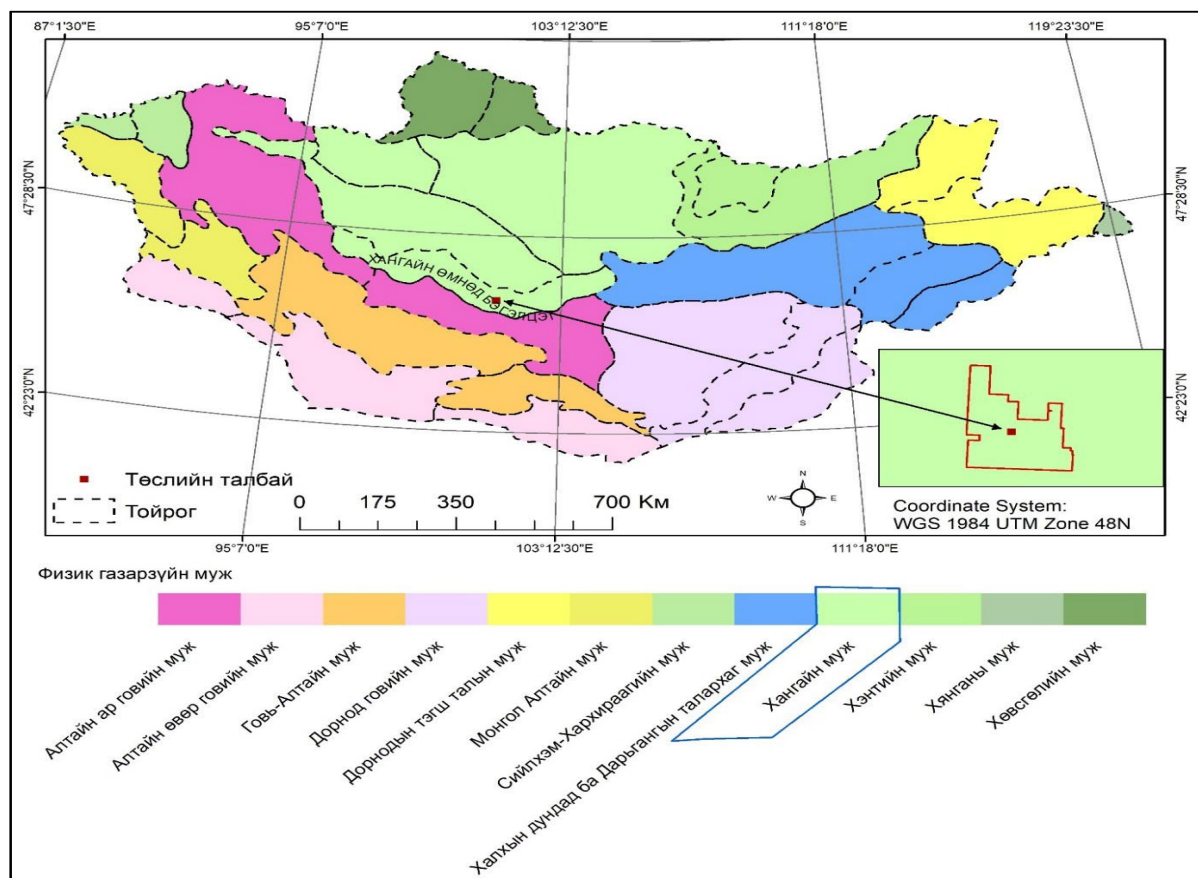 87°1'30"E 95°7'0"E 103°12'30"E 111°18'0"E 119°23'30"E
47°28'30"N 47°28'30"N
ХАНГАЙН ӨМНӨД БЭСЭЛЦЭГ
42°23'0"N 42°23'0"N
Төслийн талбай
Тойрог
0 175 350 700 Км
N
W E
S
Coordinate System:
WGS 1984 UTM Zone 48N
95°7'0"E 103°12'30"E 111°18'0"E
Физик газарзүйн муж
Алтайн ар говийн муж
Алтайн өвөр говийн муж
Говь-Алтайн муж
Дорнод говийн муж
Дорнодын тэгш талын муж
Монгол Алтайн муж
Сийлхэм-Хархираагийн муж
Халхын дундад ба Дарьгангын талархаг муж
Хангайн муж
Хэнтийн муж
Хянганы муж
Хөвсгөлийн муж